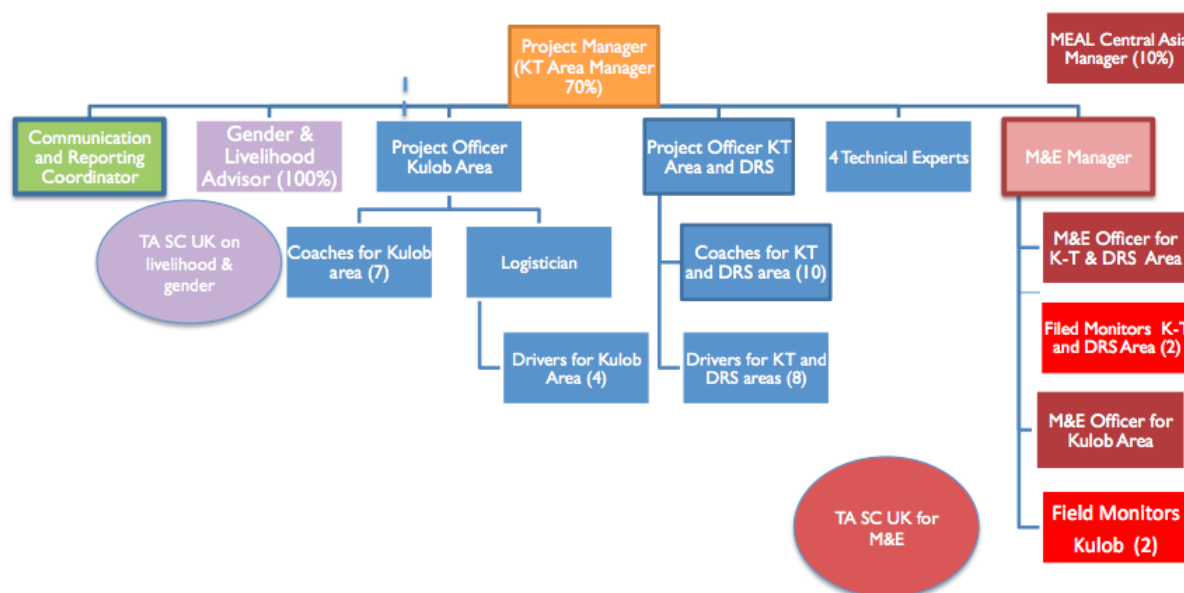 Project Manager
(KT Area Manager
70%)
MEAL Central Asia
Manager (10%)
Communication
and Reporting
Coordinator
Gender &
Livelihood
Advisor (100%)
Project Officer
Kulob Area
Project Officer KT
Area and DRS
4 Technical Experts
M&E Manager
TA SC UK on
livelihood &
gender
Coaches for Kulob
area (7)
Logistician
Coaches for KT
and DRS area (10)
M&E Officer for
K-T & DRS Area
Drivers for Kulob
Area (4)
Drivers for KT and
DRS areas (8)
Filed Monitors K-T
and DRS Area (2)
M&E Officer for
Kulob Area
TA SC UK for
M&E
Field Monitors
Kulob (2)